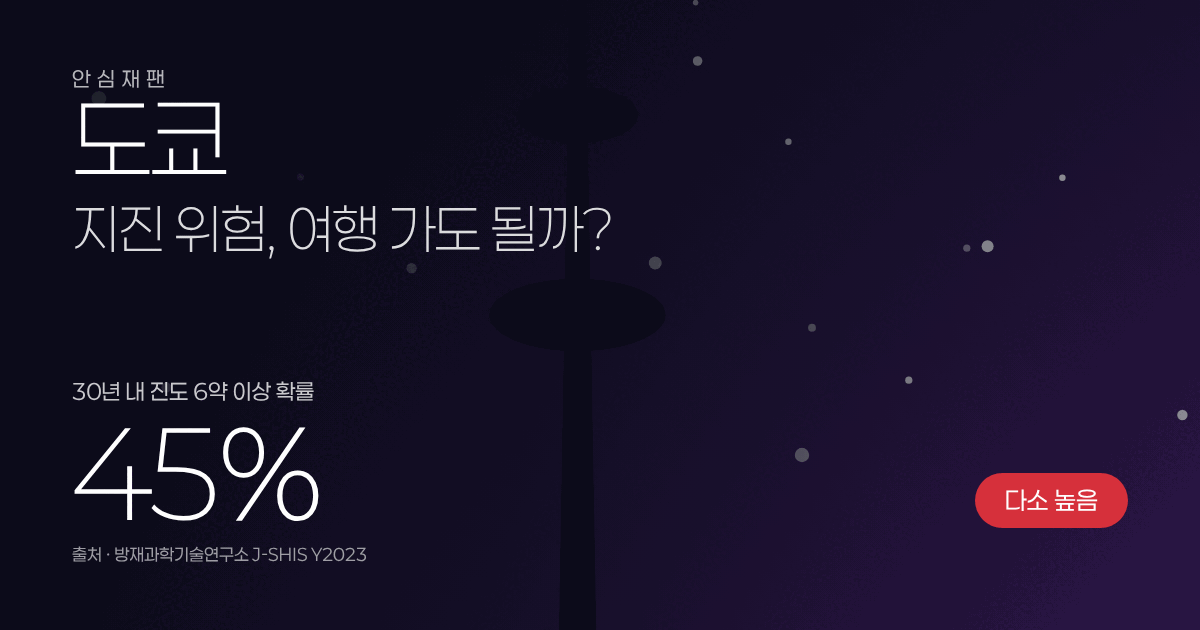 안심재팬
도쿄
지진 위험, 여행 가도 될까?
30년 내 진도 6약 이상 확률
45%
다소 높음
출처 · 방재과학기술연구소 J-SHIS Y2023